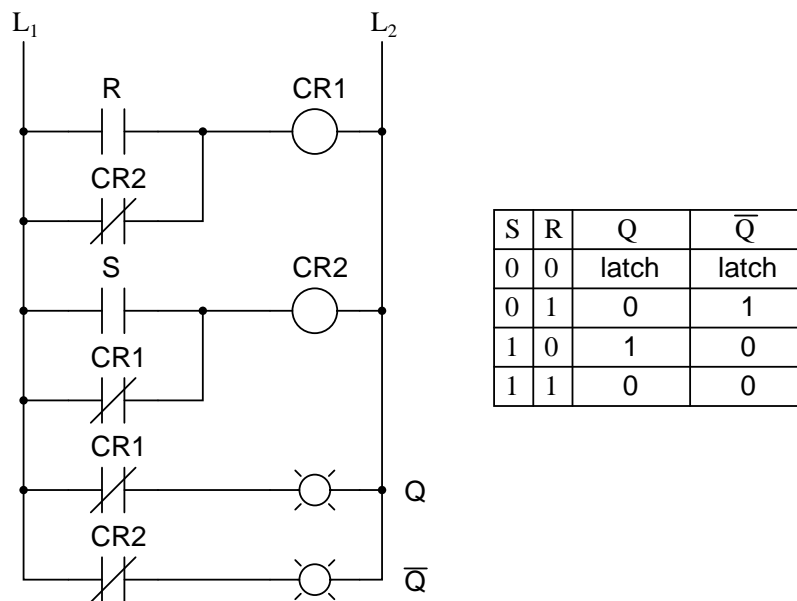 L₁ L₂
R CR1
CR2
S CR2
CR1
CR1
Q
CR2
Q̅
S R Q Q̅
0 0 latch latch
0 1 0 1
1 0 1 0
1 1 0 0